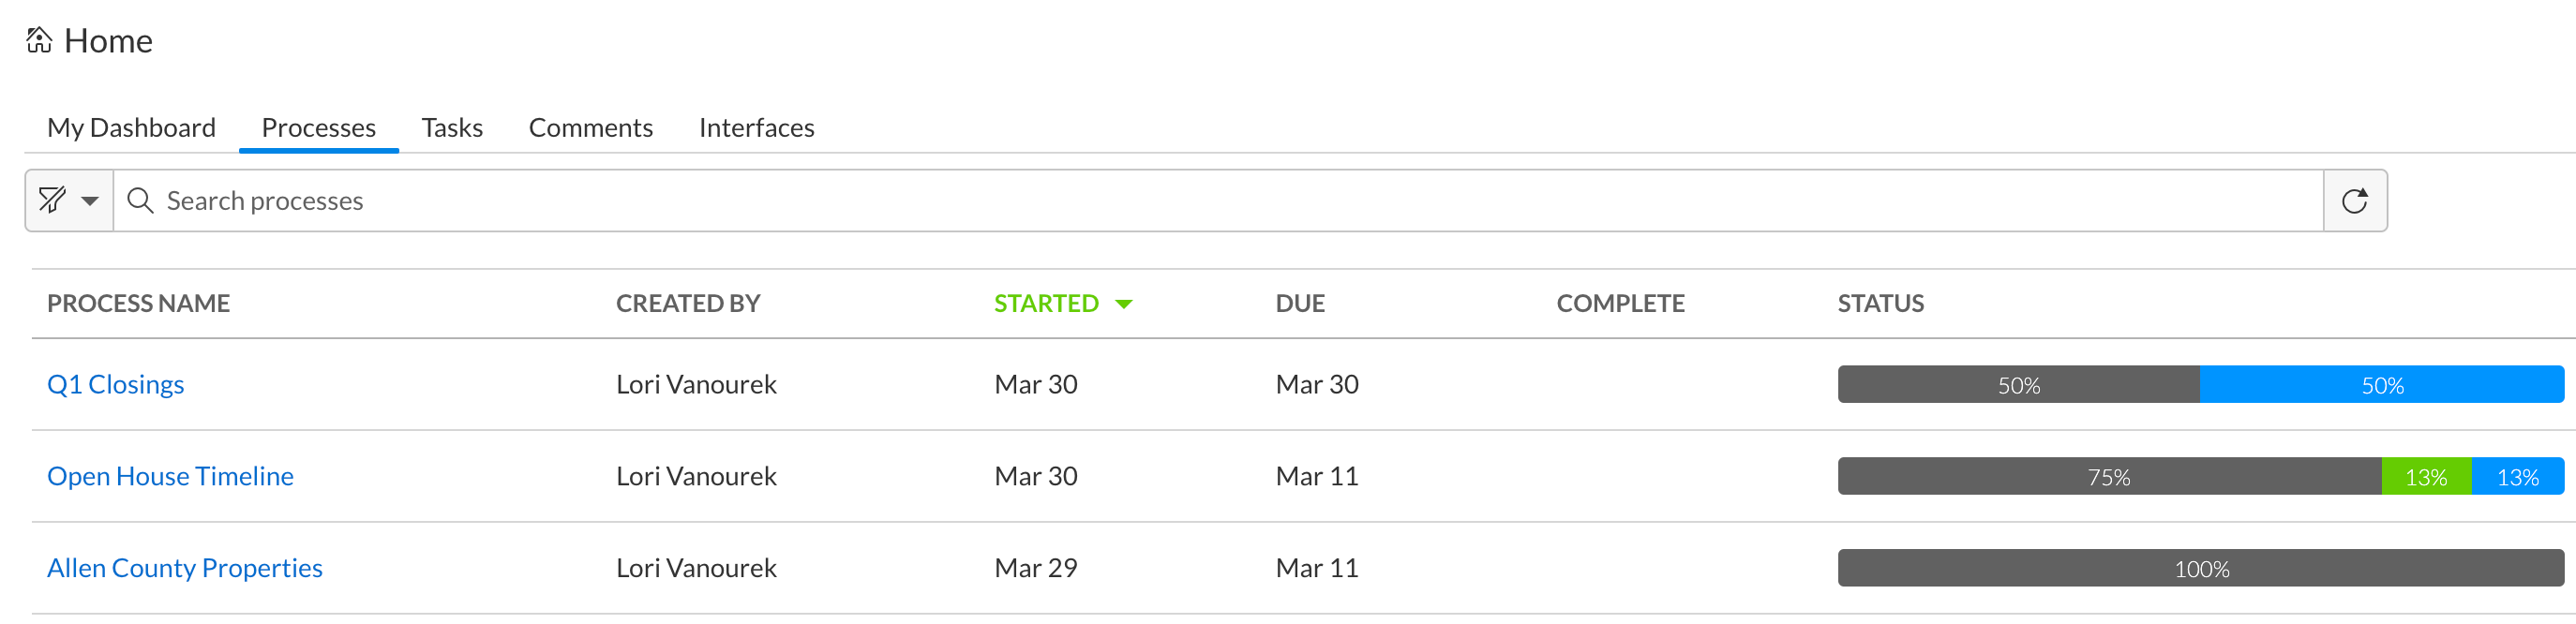 Home
My Dashboard Processes Tasks Comments Interfaces
Search processes
PROCESS NAME CREATED BY STARTED DUE COMPLETE STATUS
Q1 Closings Lori Vanourek Mar 30 Mar 30 50% 50%
Open House Timeline Lori Vanourek Mar 30 Mar 11 75% 13% 13%
Allen County Properties Lori Vanourek Mar 29 Mar 11 100%